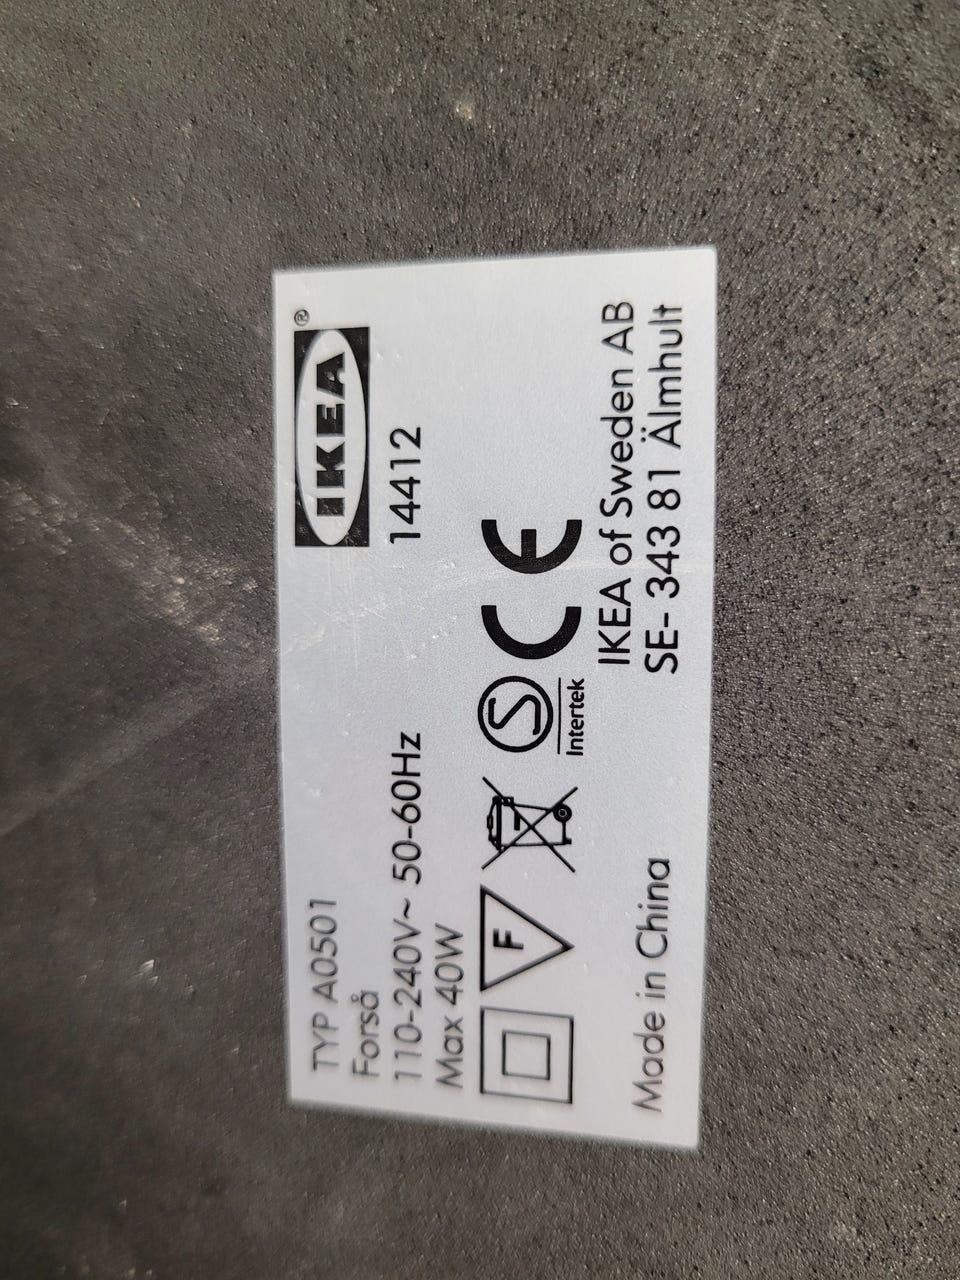 TYP A0501
IKEA®
Forså
110-240V~ 50-60Hz
14412
Max 40W
F
S
Intertek
CE
IKEA of Sweden AB
Made in China
SE- 343 81 Älmhult